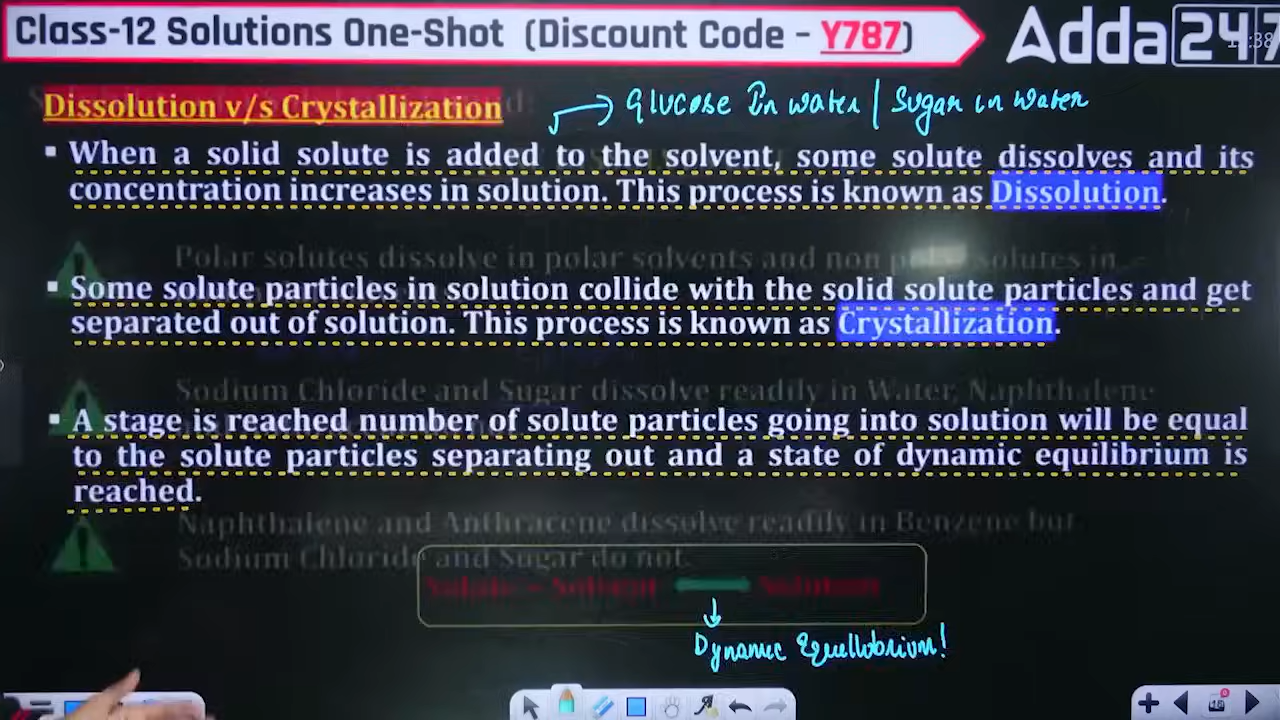 Class-12 Solutions One-Shot (Discount Code - Y787)
Adda 247
Dissolution v/s Crystallization
Glucose In water | Sugar in water
▪ When a solid solute is added to the solvent, some solute dissolves and its
concentration increases in solution. This process is known as Dissolution.
Polar solutes dissolve in polar solvents and non solutes in
▪ Some solute particles in solution collide with the solid solute particles and get
separated out of solution. This process is known as Crystallization.
Sodium Chloride and Sugar dissolve readily in Water, Naphthalene
▪ A stage is reached number of solute particles going into solution will be equal
to the solute particles separating out and a state of dynamic equilibrium is
reached.
Naphthalene and Anthracene dissolve readily in Benzene but
Sodium Chloride and Sugar do not.
Solute + Solvent Solution
Dynamic Equillobrium!